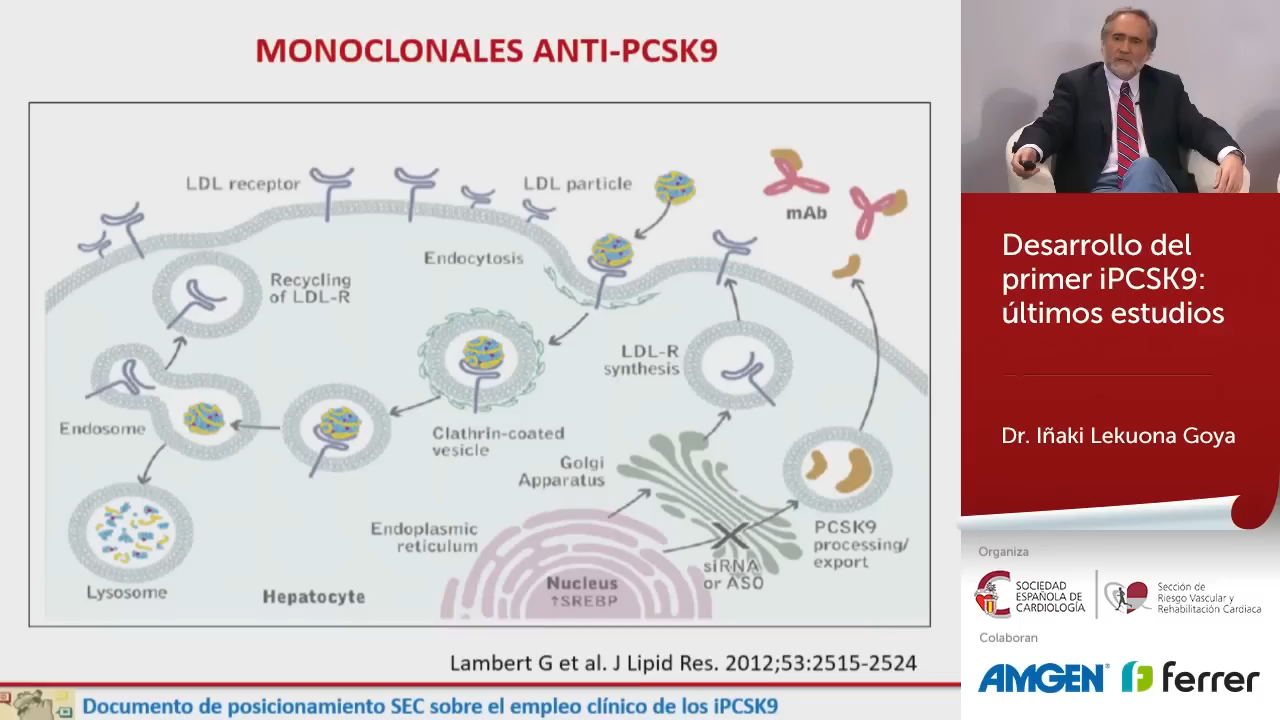 MONOCLONALES ANTI-PCSK9
LDL receptor
LDL particle
mAb
Recycling
of LDL-R
Endocytosis
LDL-R
synthesis
Endosome
Clathrin-coated
vesicle
Golgi
Apparatus
Endoplasmic
reticulum
PCSK9
processing/
export
siRNA
or ASO
Lysosome
Hepatocyte
Nucleus
↑SREBP
Lambert G et al. J Lipid Res. 2012;53:2515-2524
Documento de posicionamiento SEC sobre el empleo clínico de los iPCSK9
Desarrollo del
primer iPCSK9:
últimos estudios
Dr. Iñaki Lekuona Goya
Organiza
SOCIEDAD
ESPAÑOLA DE
CARDIOLOGÍA
Sección de
Riesgo Vascular y
Rehabilitación Cardiaca
Colaboran
AMGEN®
ferrer